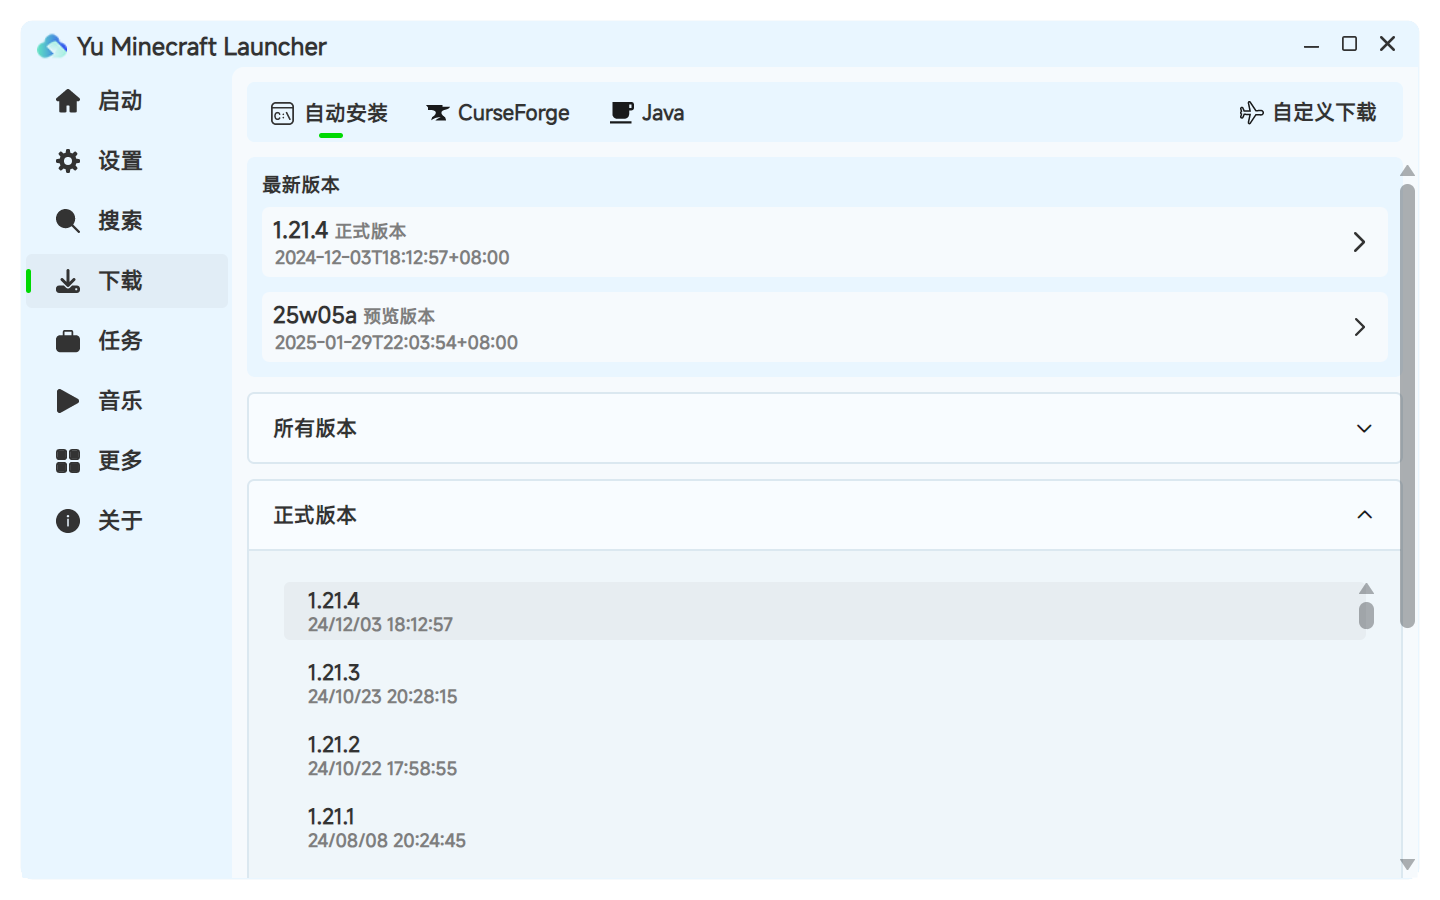 Yu Minecraft Launcher
启动
设置
搜索
下载
任务
音乐
更多
关于
C:\
自动安装
CurseForge
Java
自定义下载
最新版本
1.21.4 正式版本
2024-12-03T18:12:57+08:00
25w05a 预览版本
2025-01-29T22:03:54+08:00
所有版本
正式版本
1.21.4
24/12/03 18:12:57
1.21.3
24/10/23 20:28:15
1.21.2
24/10/22 17:58:55
1.21.1
24/08/08 20:24:45